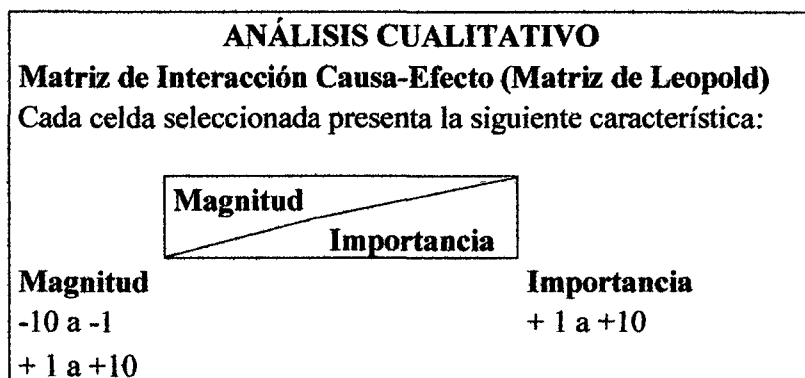 ANÁLISIS CUALITATIVO
Matriz de Interacción Causa-Efecto (Matriz de Leopold)
Cada celda seleccionada presenta la siguiente característica:
Magnitud
Importancia
Magnitud Importancia
-10 a -1 + 1 a +10
+ 1 a +10